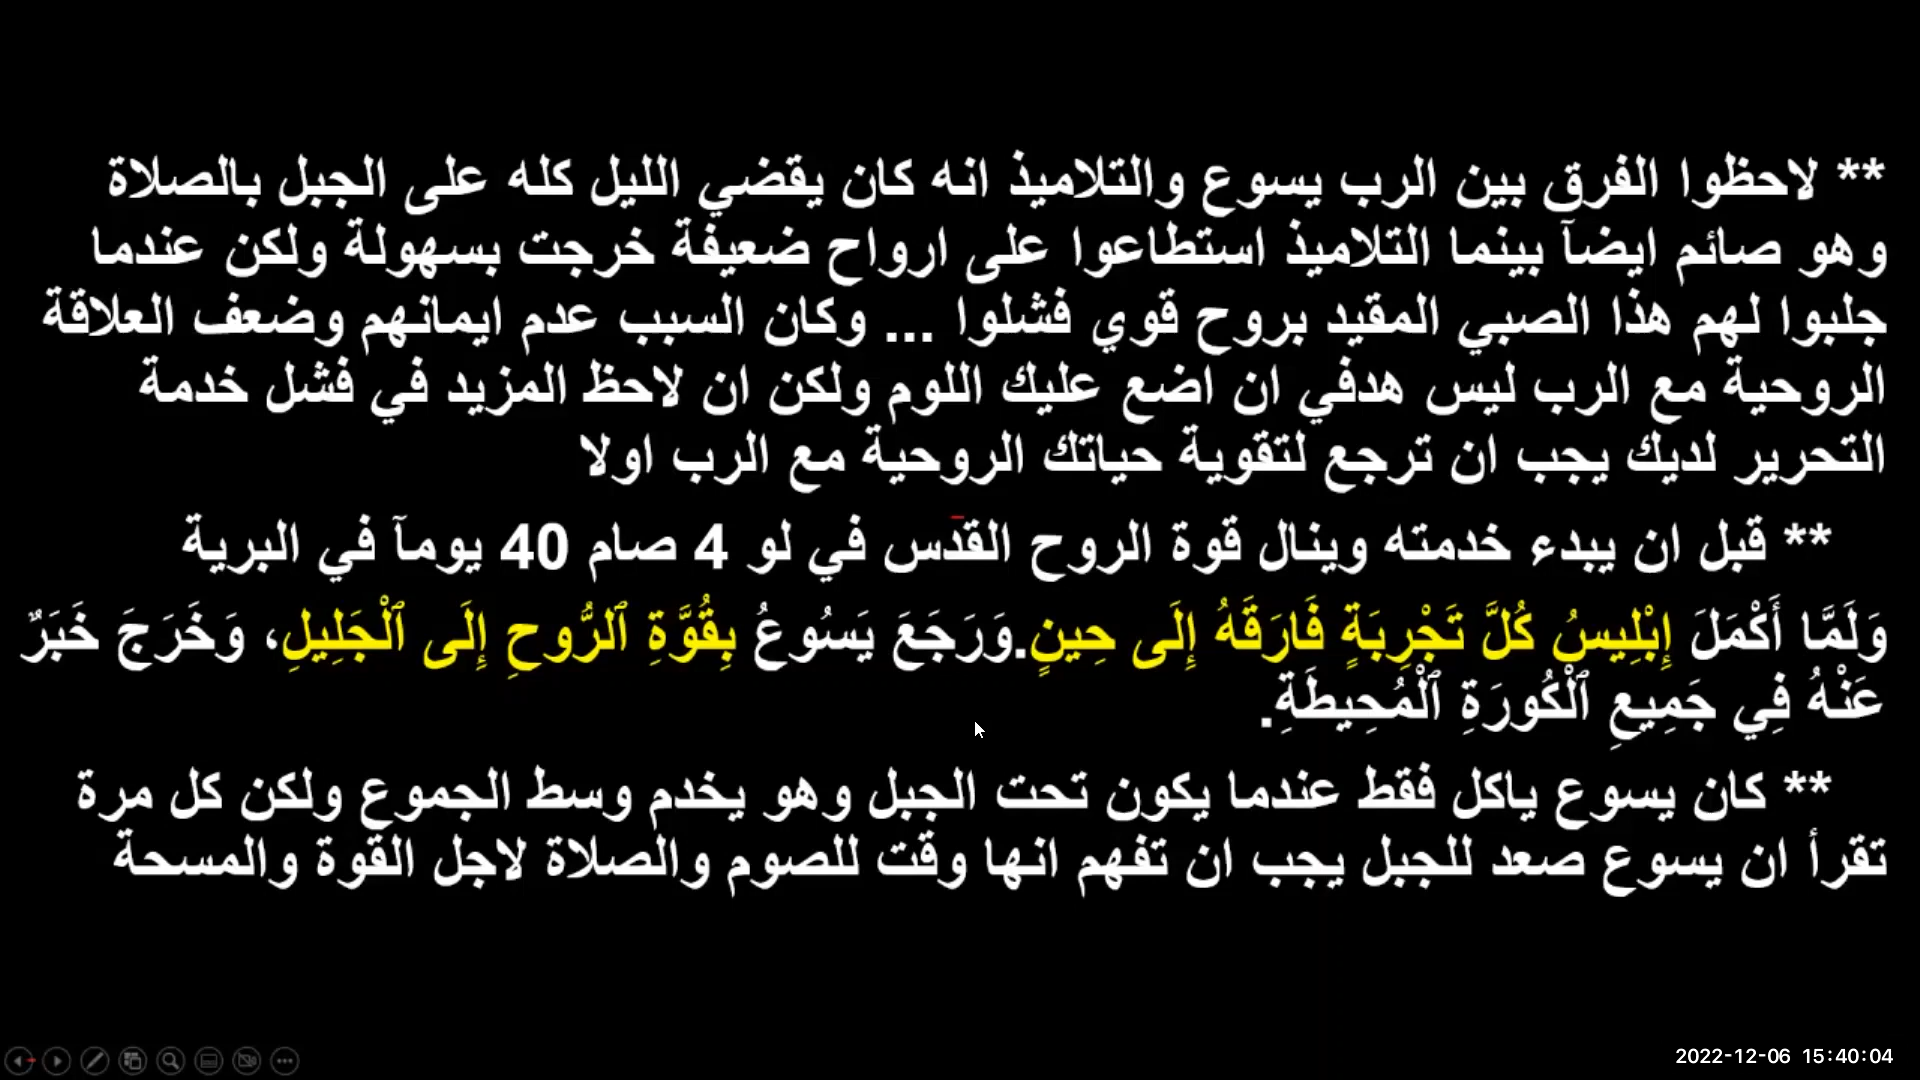 ** لاحظوا الفرق بين الرب يسوع والتلاميذ انه كان يقضي الليل كله على الجبل بالصلاة
وهو صائم ايضآ بينما التلاميذ استطاعوا على ارواح ضعيفة خرجت بسهولة ولكن عندما
جلبوا لهم هذا الصبي المقيد بروح قوي فشلوا ... وكان السبب عدم ايمانهم وضعف العلاقة
الروحية مع الرب ليس هدفي ان اضع عليك اللوم ولكن ان لاحظ المزيد في فشل خدمة
التحرير لديك يجب ان ترجع لتقوية حياتك الروحية مع الرب اولا
** قبل ان يبدء خدمته وينال قوة الروح القدس في لو 4 صام 40 يومآ في البرية
وَلَمَّا أَكْمَلَ إِبْلِيسُ كُلَّ تَجْرِبَةٍ فَارَقَهُ إِلَى حِينٍ.وَرَجَعَ يَسُوعُ بِقُوَّةِ ٱلرُّوحِ إِلَى ٱلْجَلِيلِ، وَخَرَجَ خَبَرٌ
عَنْهُ فِي جَمِيعِ ٱلْكُورَةِ ٱلْمُحِيطَةِ.
** كان يسوع ياكل فقط عندما يكون تحت الجبل وهو يخدم وسط الجموع ولكن كل مرة
تقرأ ان يسوع صعد للجبل يجب ان تفهم انها وقت للصوم والصلاة لاجل القوة والمسحة
2022-12-06 15:40:04